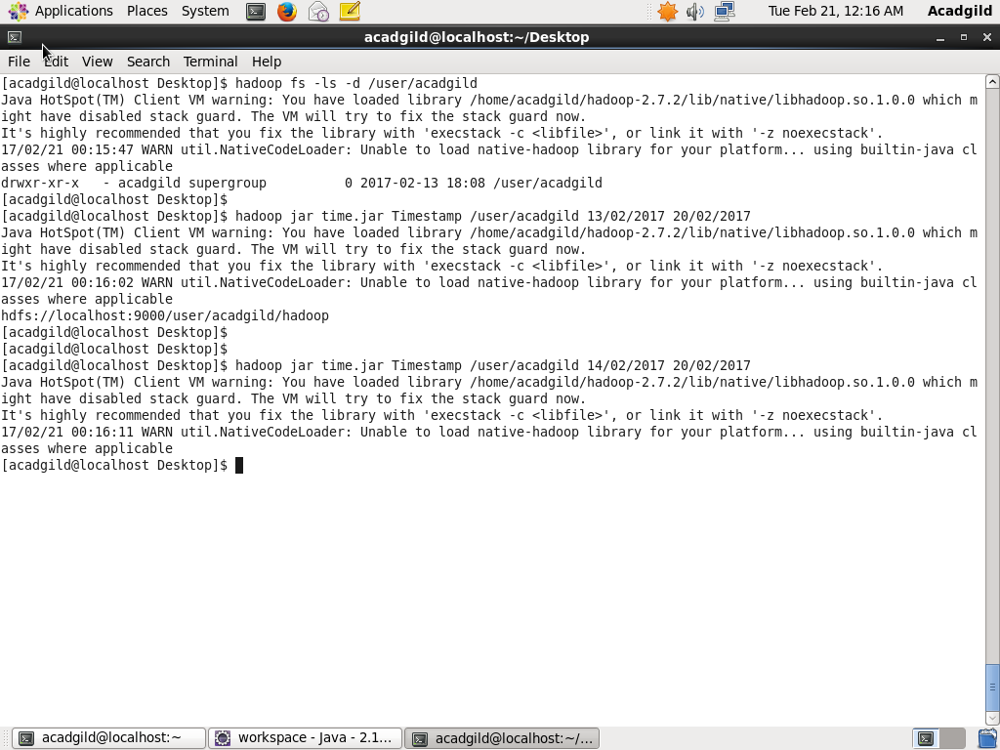 Applications Places System Tue Feb 21, 12:16 AM Acadgild
acadgild@localhost:~/Desktop
File Edit View Search Terminal Help
[acadgild@localhost Desktop]$ hadoop fs -ls -d /user/acadgild
Java HotSpot(TM) Client VM warning: You have loaded library /home/acadgild/hadoop-2.7.2/lib/native/libhadoop.so.1.0.0 which m
ight have disabled stack guard. The VM will try to fix the stack guard now.
It's highly recommended that you fix the library with 'execstack -c <libfile>', or link it with '-z noexecstack'.
17/02/21 00:15:47 WARN util.NativeCodeLoader: Unable to load native-hadoop library for your platform... using builtin-java cl
asses where applicable
drwxr-xr-x   - acadgild supergroup          0 2017-02-13 18:08 /user/acadgild
[acadgild@localhost Desktop]$
[acadgild@localhost Desktop]$ hadoop jar time.jar Timestamp /user/acadgild 13/02/2017 20/02/2017
Java HotSpot(TM) Client VM warning: You have loaded library /home/acadgild/hadoop-2.7.2/lib/native/libhadoop.so.1.0.0 which m
ight have disabled stack guard. The VM will try to fix the stack guard now.
It's highly recommended that you fix the library with 'execstack -c <libfile>', or link it with '-z noexecstack'.
17/02/21 00:16:02 WARN util.NativeCodeLoader: Unable to load native-hadoop library for your platform... using builtin-java cl
asses where applicable
hdfs://localhost:9000/user/acadgild/hadoop
[acadgild@localhost Desktop]$
[acadgild@localhost Desktop]$
[acadgild@localhost Desktop]$ hadoop jar time.jar Timestamp /user/acadgild 14/02/2017 20/02/2017
Java HotSpot(TM) Client VM warning: You have loaded library /home/acadgild/hadoop-2.7.2/lib/native/libhadoop.so.1.0.0 which m
ight have disabled stack guard. The VM will try to fix the stack guard now.
It's highly recommended that you fix the library with 'execstack -c <libfile>', or link it with '-z noexecstack'.
17/02/21 00:16:11 WARN util.NativeCodeLoader: Unable to load native-hadoop library for your platform... using builtin-java cl
asses where applicable
[acadgild@localhost Desktop]$
acadgild@localhost:~ workspace - Java - 2.1... acadgild@localhost:~/...